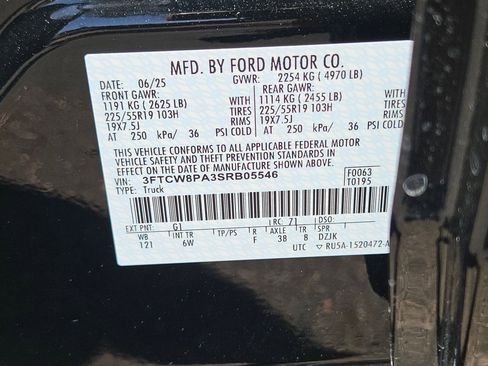 MFD. BY FORD MOTOR CO.
DATE: 06/25 GVWR: 2254 KG ( 4970 LB)
FRONT GAWR: REAR GAWR:
1191 KG ( 2625 LB) 1114 KG ( 2455 LB)
225/55R19 103H TIRES 225/55R19 103H TIRES
19X7.5J RIMS 19X7.5J RIMS
AT 250 kPa/ 36 PSI COLD AT 250 kPa/ 36 PSI COLD
THIS VEHICLE CONFORMS TO ALL APPLICABLE FEDERAL MOTOR
VEHICLE SAFETY AND THEFT PREVENTION STANDARDS IN
EFFECT ON THE DATE OF MANUFACTURE SHOWN ABOVE.
VIN: 3FTCW8PA3SRB05546 F0063
TYPE: Truck T0195
EXT PNT: G1 RC: 71 DSO:
WB INT TR TP/PS R AXLE TR SPR
121 6W F 38 8 DZJK
UTC ▽ RU5A-1520472-A